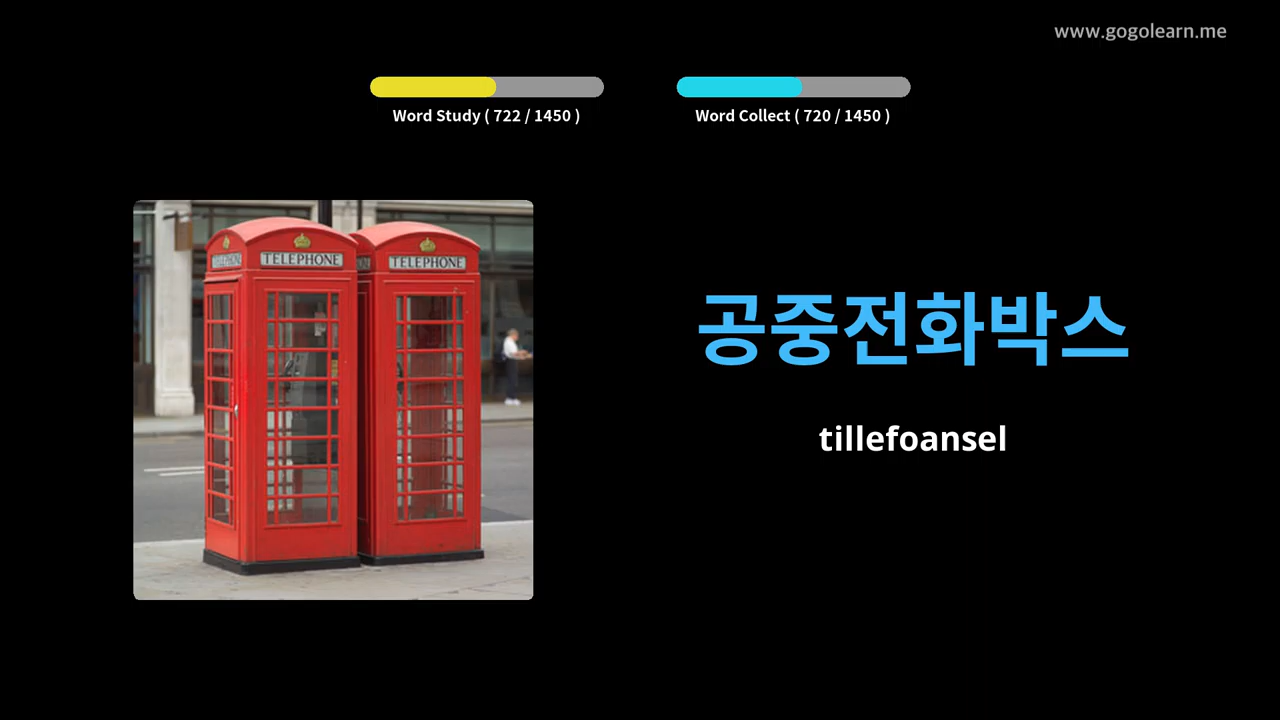 www.gogolearn.me
Word Study ( 722 / 1450 )
Word Collect ( 720 / 1450 )
TELEPHONE
TELEPHONE
공중전화박스
tillefoansel